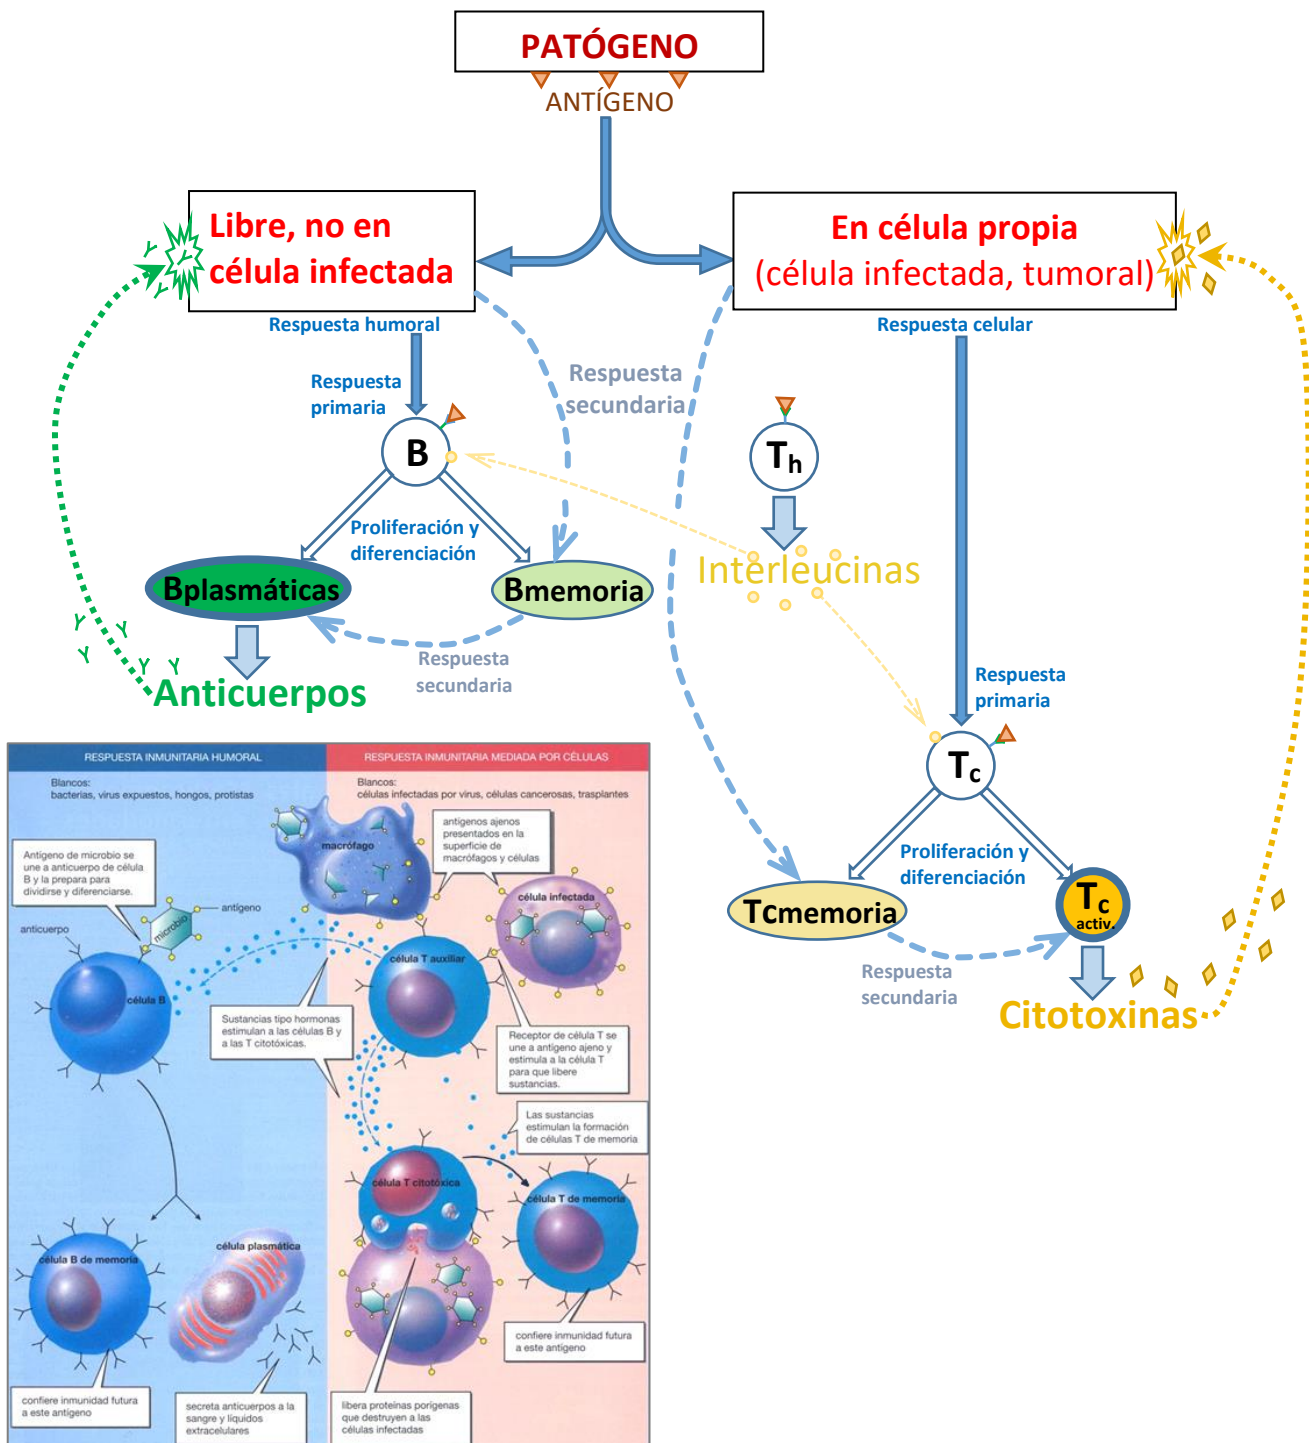 PATÓGENO
ANTÍGENO
Libre, no en
célula infectada
En célula propia
(célula infectada, tumoral)
Respuesta humoral
Respuesta celular
Respuesta
primaria
Respuesta
secundaria
B
Th
Proliferación y
diferenciación
Interleucinas
Bplasmáticas
Bmemoria
Respuesta
secundaria
Anticuerpos
Respuesta
primaria
Tc
Proliferación y
diferenciación
Tcmemoria
Tc
activ.
Respuesta
secundaria
Citotoxinas
RESPUESTA INMUNITARIA HUMORAL
RESPUESTA INMUNITARIA MEDIADA POR CÉLULAS
Blancos:
bacterias, virus expuestos, hongos, protistas
Blancos:
células infectadas por virus, células cancerosas, trasplantes
Antígeno de microbio se
une a anticuerpo de célula
B y la prepara para
dividirse y diferenciarse.
macrófago
antígenos ajenos
presentados en la
superficie de
macrófagos y células
célula infectada
antígeno
microbio
anticuerpo
célula B
célula T auxiliar
Sustancias tipo hormonas
estimulan a las células B y
a las T citotóxicas.
Receptor de célula T se
une a antígeno ajeno y
estimula a la célula T
para que libere
sustancias.
Las sustancias
estimulan la formación
de células T de memoria
célula T citotóxica
célula T de memoria
célula B de memoria
célula plasmática
confiere inmunidad futura
a este antígeno
secreta anticuerpos a la
sangre y líquidos
extracelulares
libera proteínas porígenas
que destruyen a las
células infectadas
confiere inmunidad futura
a este antígeno